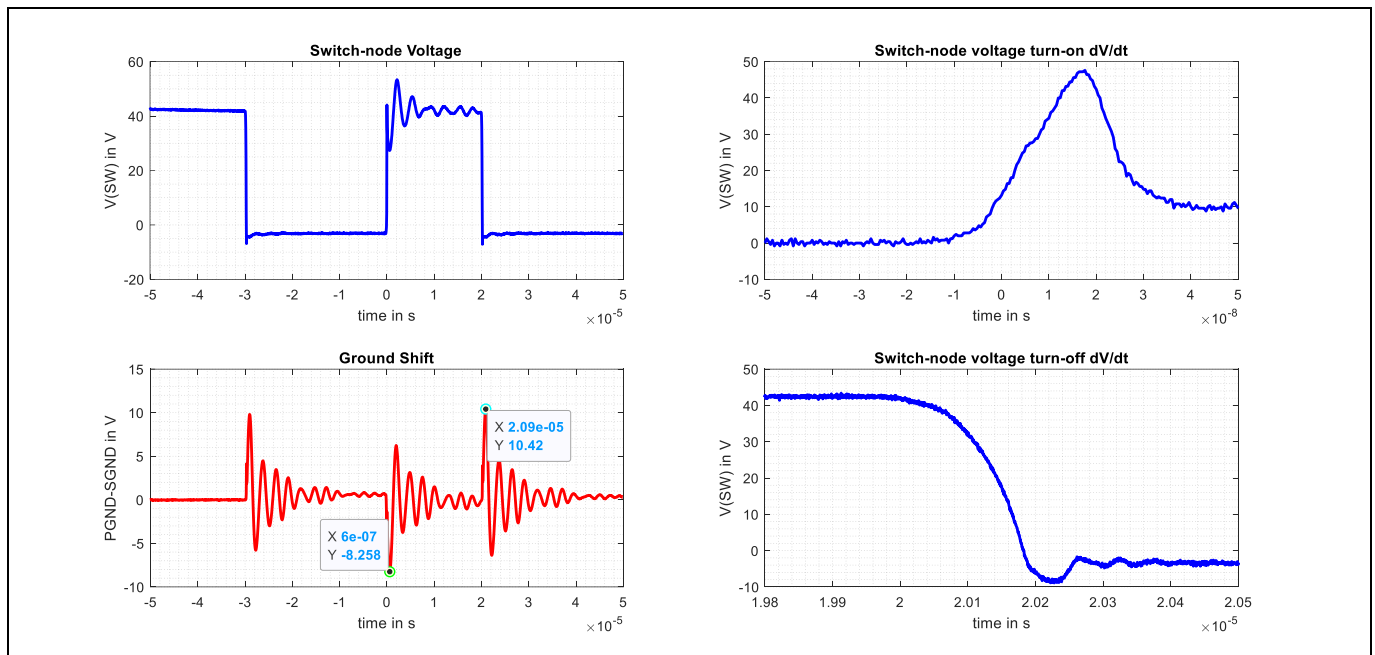 Switch-node Voltage
60
40
20
0
-20
V(SW) in V
-5 -4 -3 -2 -1 0 1 2 3 4 5
time in s
×10⁻⁵
Switch-node voltage turn-on dV/dt
50
40
30
20
10
0
-10
V(SW) in V
-5 -4 -3 -2 -1 0 1 2 3 4 5
time in s
×10⁻⁸
Ground Shift
15
10
5
0
-5
-10
PGND-SGND in V
X 2.09e-05
Y 10.42
X 6e-07
Y -8.258
-5 -4 -3 -2 -1 0 1 2 3 4 5
time in s
×10⁻⁵
Switch-node voltage turn-off dV/dt
50
40
30
20
10
0
-10
V(SW) in V
1.98 1.99 2 2.01 2.02 2.03 2.04 2.05
time in s
×10⁻⁵